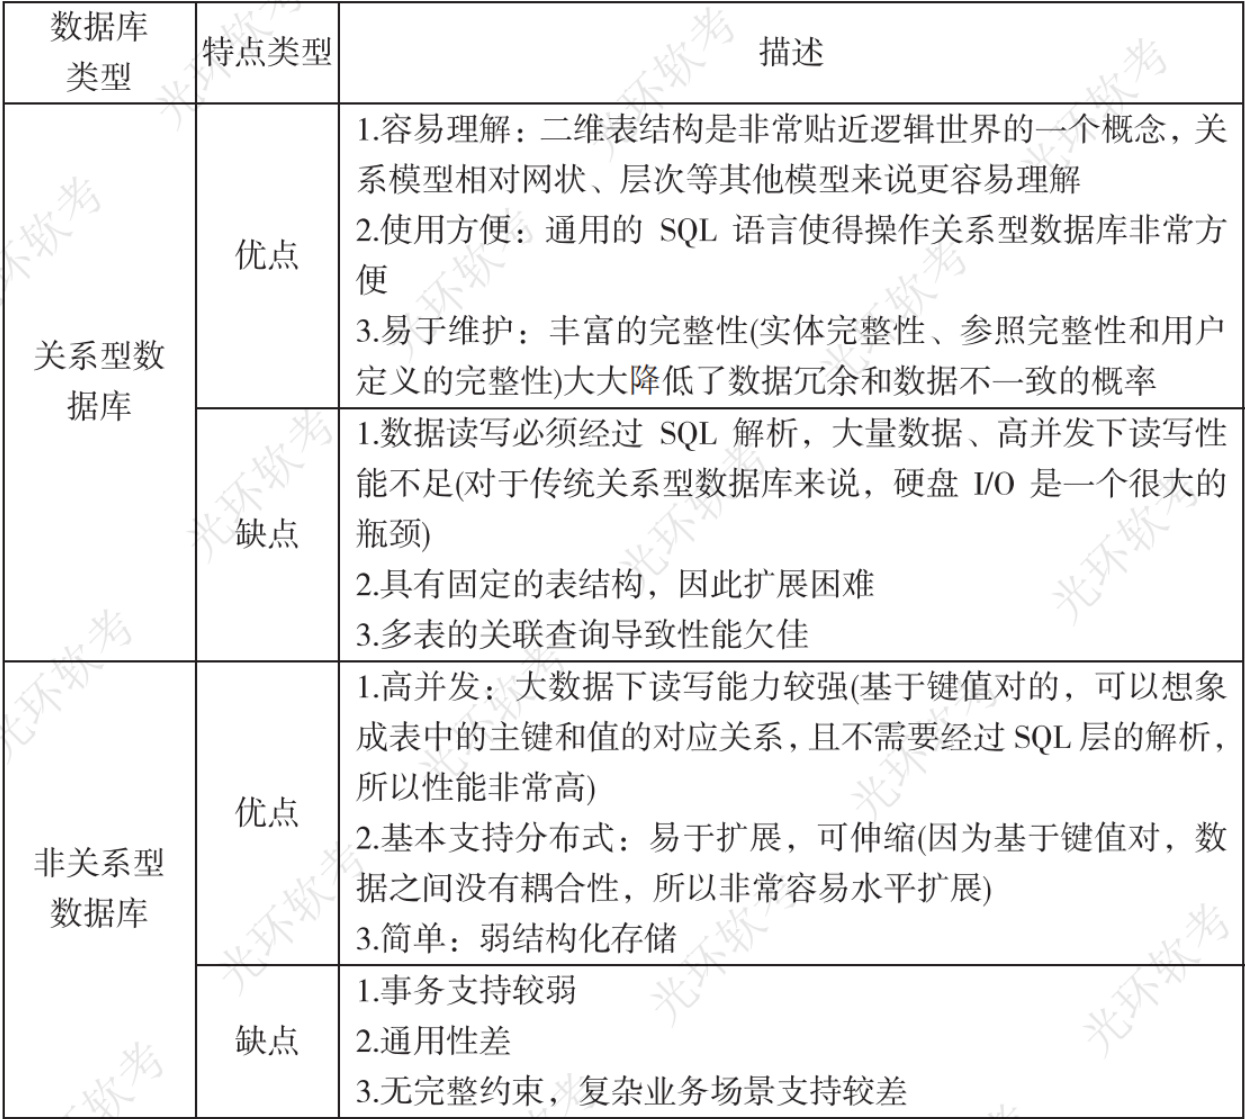 数据库
类型
特点类型
描述
关系型数
据库
优点
1.容易理解：二维表结构是非常贴近逻辑世界的一个概念，关
系模型相对网状、层次等其他模型来说更容易理解
2.使用方便：通用的 SQL 语言使得操作关系型数据库非常方
便
3.易于维护：丰富的完整性(实体完整性、参照完整性和用户
定义的完整性)大大降低了数据冗余和数据不一致的概率
缺点
1.数据读写必须经过 SQL 解析，大量数据、高并发下读写性
能不足(对于传统关系型数据库来说，硬盘 I/O 是一个很大的
瓶颈)
2.具有固定的表结构，因此扩展困难
3.多表的关联查询导致性能欠佳
非关系型
数据库
优点
1.高并发：大数据下读写能力较强(基于键值对的，可以想象
成表中的主键和值的对应关系，且不需要经过 SQL 层的解析，
所以性能非常高)
2.基本支持分布式：易于扩展，可伸缩(因为基于键值对，数
据之间没有耦合性，所以非常容易水平扩展)
3.简单：弱结构化存储
缺点
1.事务支持较弱
2.通用性差
3.无完整约束，复杂业务场景支持较差
光环软考